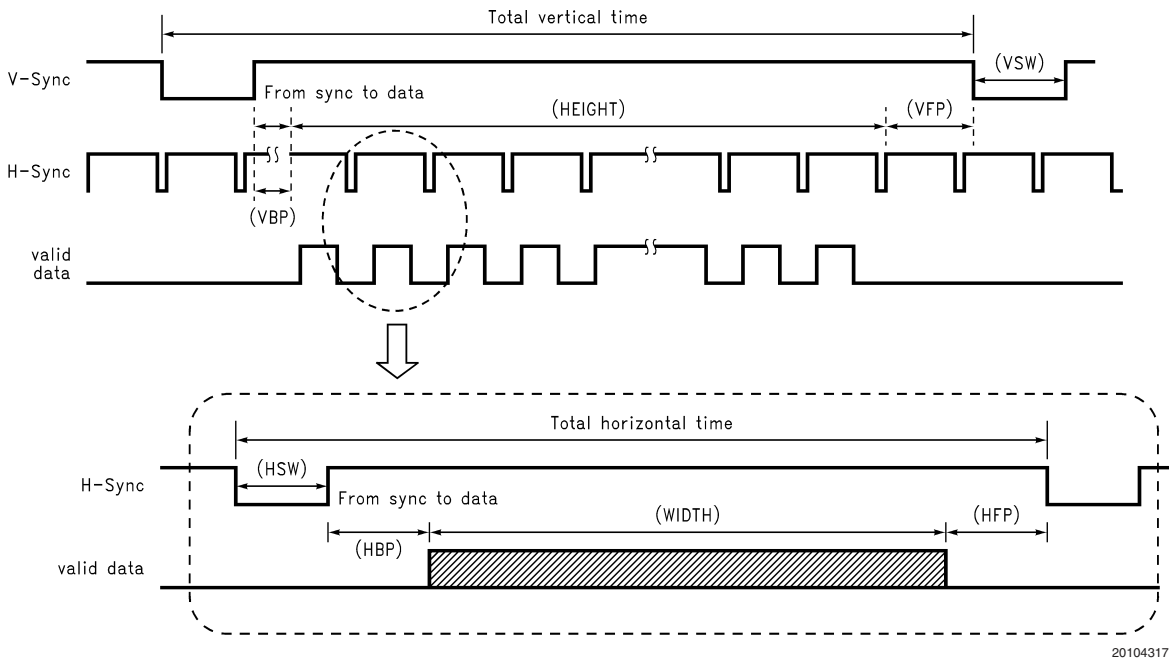 Total vertical time
V-Sync
(VSW)
From sync to data
(HEIGHT)
(VFP)
H-Sync
(VBP)
valid
data
Total horizontal time
(HSW)
H-Sync
From sync to data
(WIDTH)
(HFP)
(HBP)
valid data
20104317